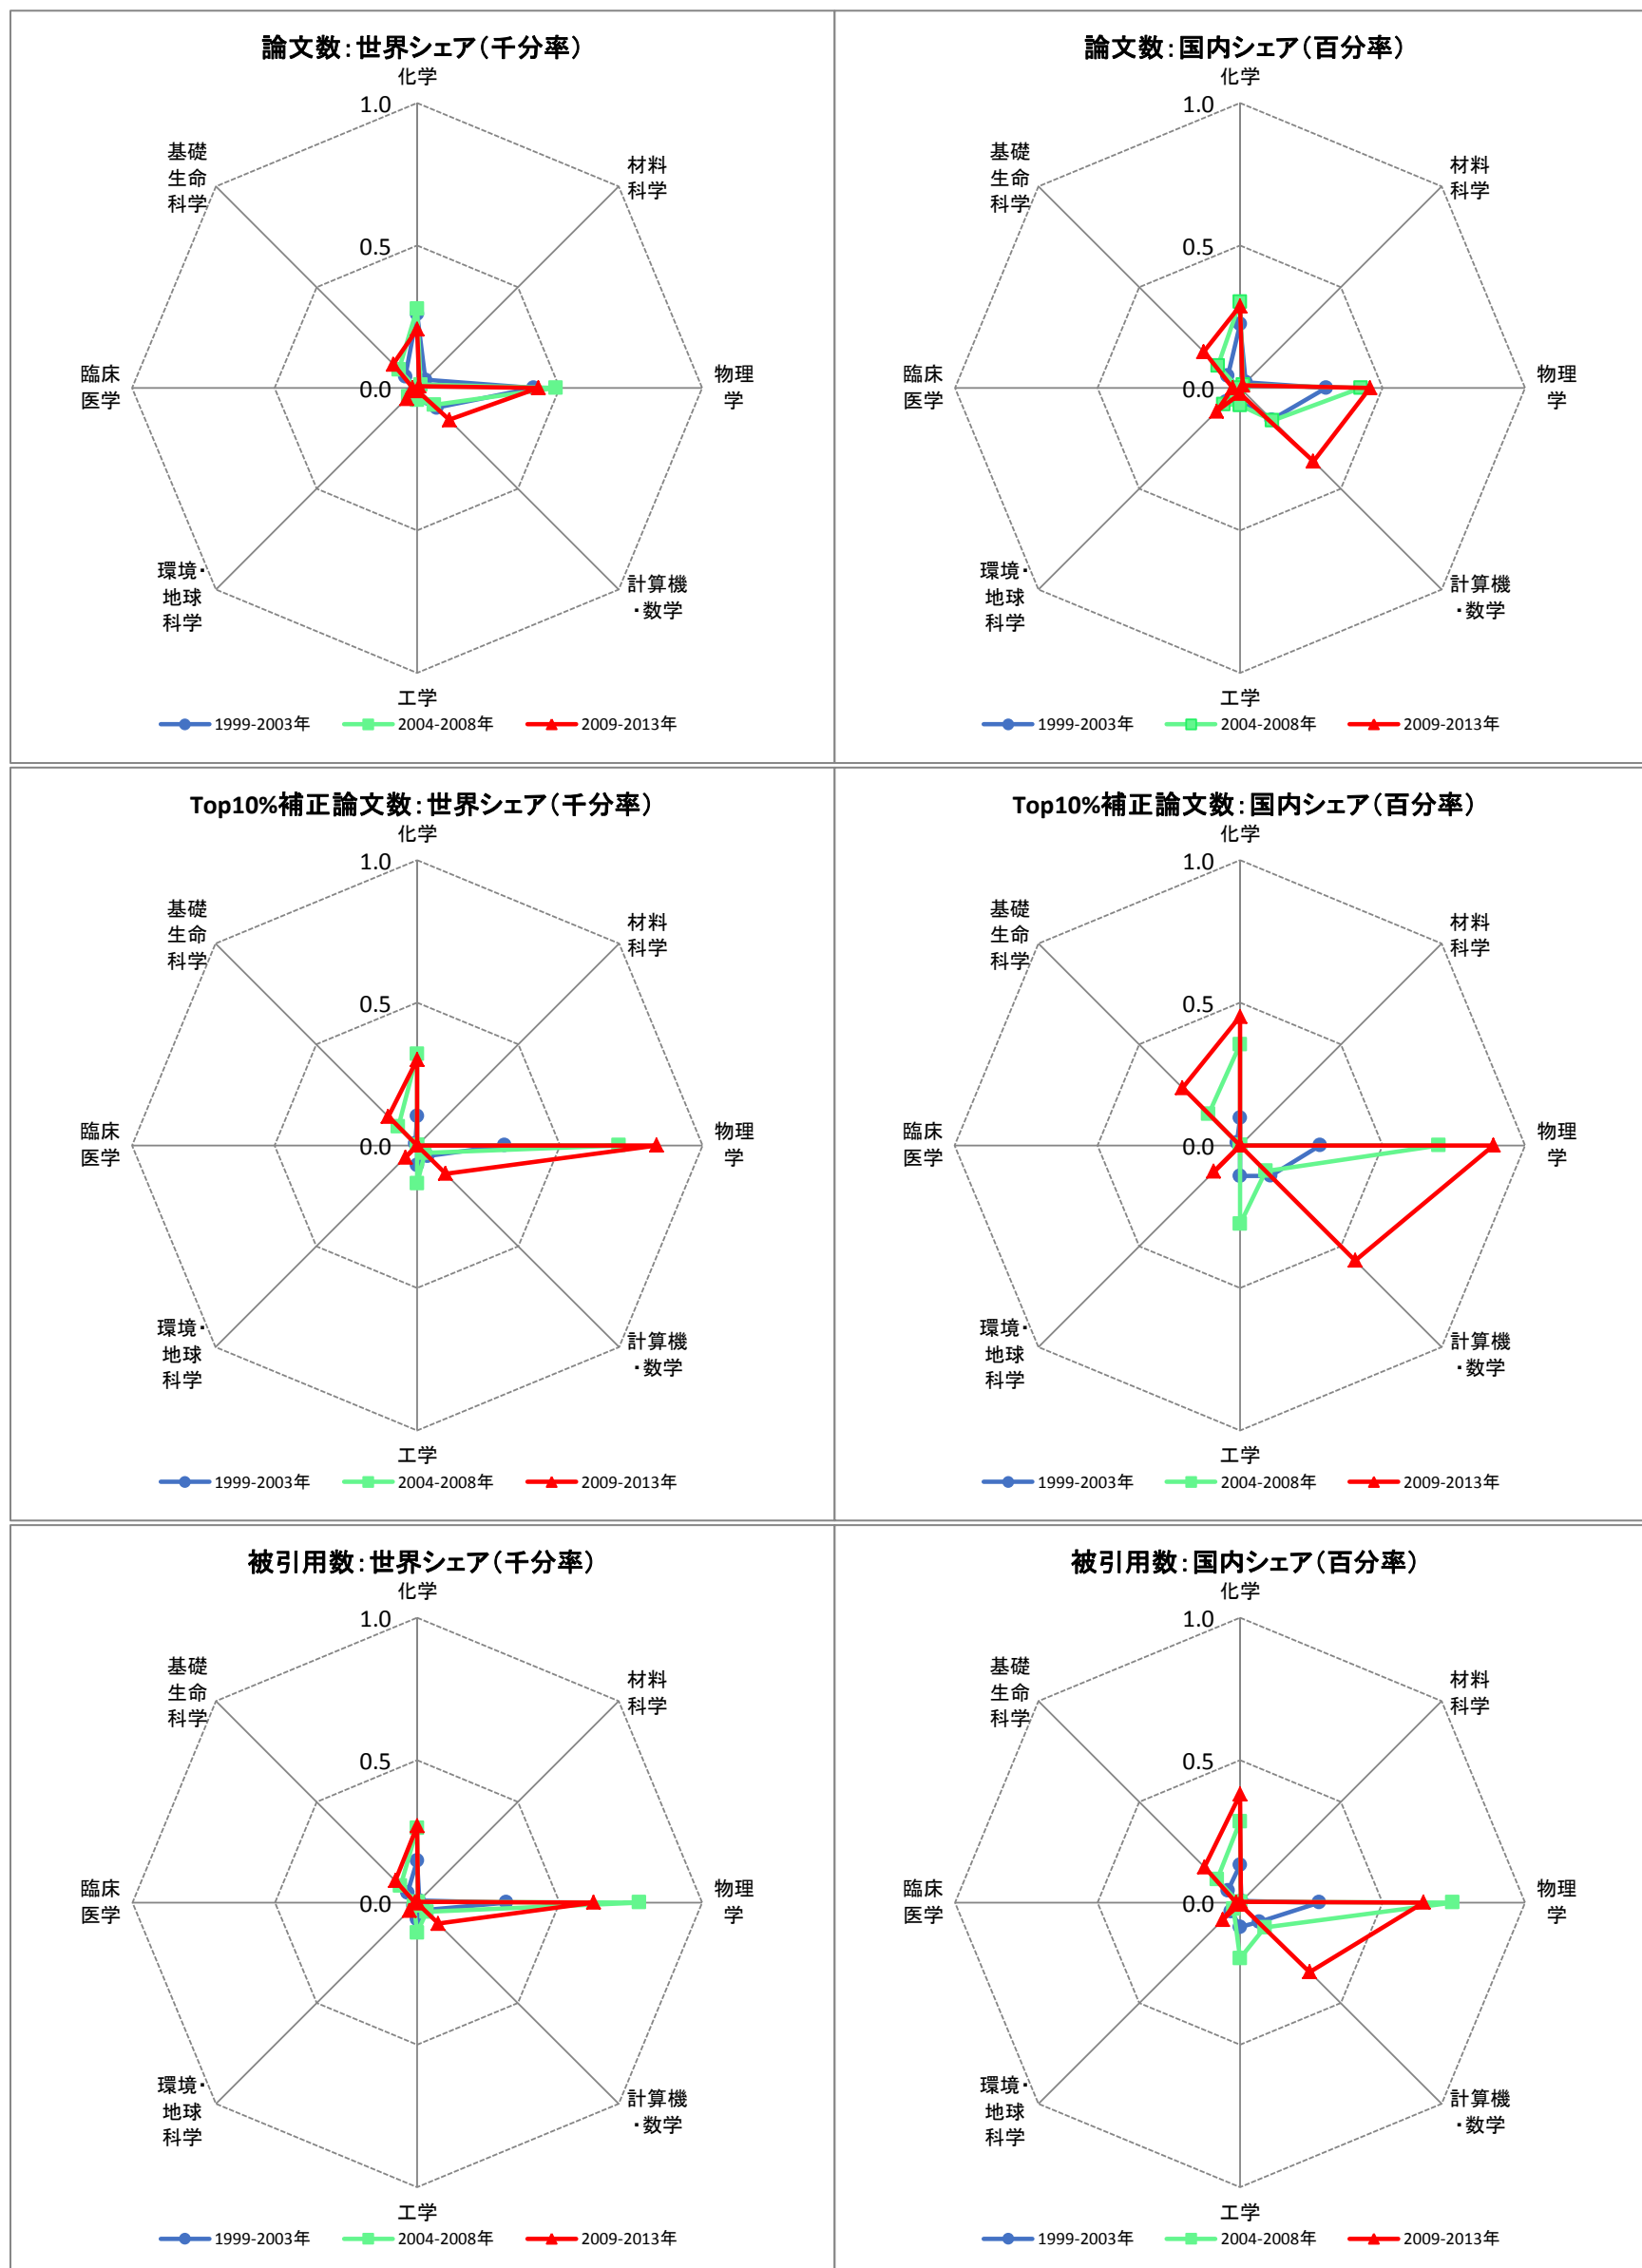 論文数：世界シェア（千分率）
化学
1.0
基礎
生命
科学
材料
科学
0.5
臨床
医学
0.0
物理
学
環境・
地球
科学
計算機
・数学
工学
1999-2003年 2004-2008年 2009-2013年
論文数：国内シェア（百分率）
化学
1.0
基礎
生命
科学
材料
科学
0.5
臨床
医学
0.0
物理
学
環境・
地球
科学
計算機
・数学
工学
1999-2003年 2004-2008年 2009-2013年
Top10%補正論文数：世界シェア（千分率）
化学
1.0
基礎
生命
科学
材料
科学
0.5
臨床
医学
0.0
物理
学
環境・
地球
科学
計算機
・数学
工学
1999-2003年 2004-2008年 2009-2013年
Top10%補正論文数：国内シェア（百分率）
化学
1.0
基礎
生命
科学
材料
科学
0.5
臨床
医学
0.0
物理
学
環境・
地球
科学
計算機
・数学
工学
1999-2003年 2004-2008年 2009-2013年
被引用数：世界シェア（千分率）
化学
1.0
基礎
生命
科学
材料
科学
0.5
臨床
医学
0.0
物理
学
環境・
地球
科学
計算機
・数学
工学
1999-2003年 2004-2008年 2009-2013年
被引用数：国内シェア（百分率）
化学
1.0
基礎
生命
科学
材料
科学
0.5
臨床
医学
0.0
物理
学
環境・
地球
科学
計算機
・数学
工学
1999-2003年 2004-2008年 2009-2013年